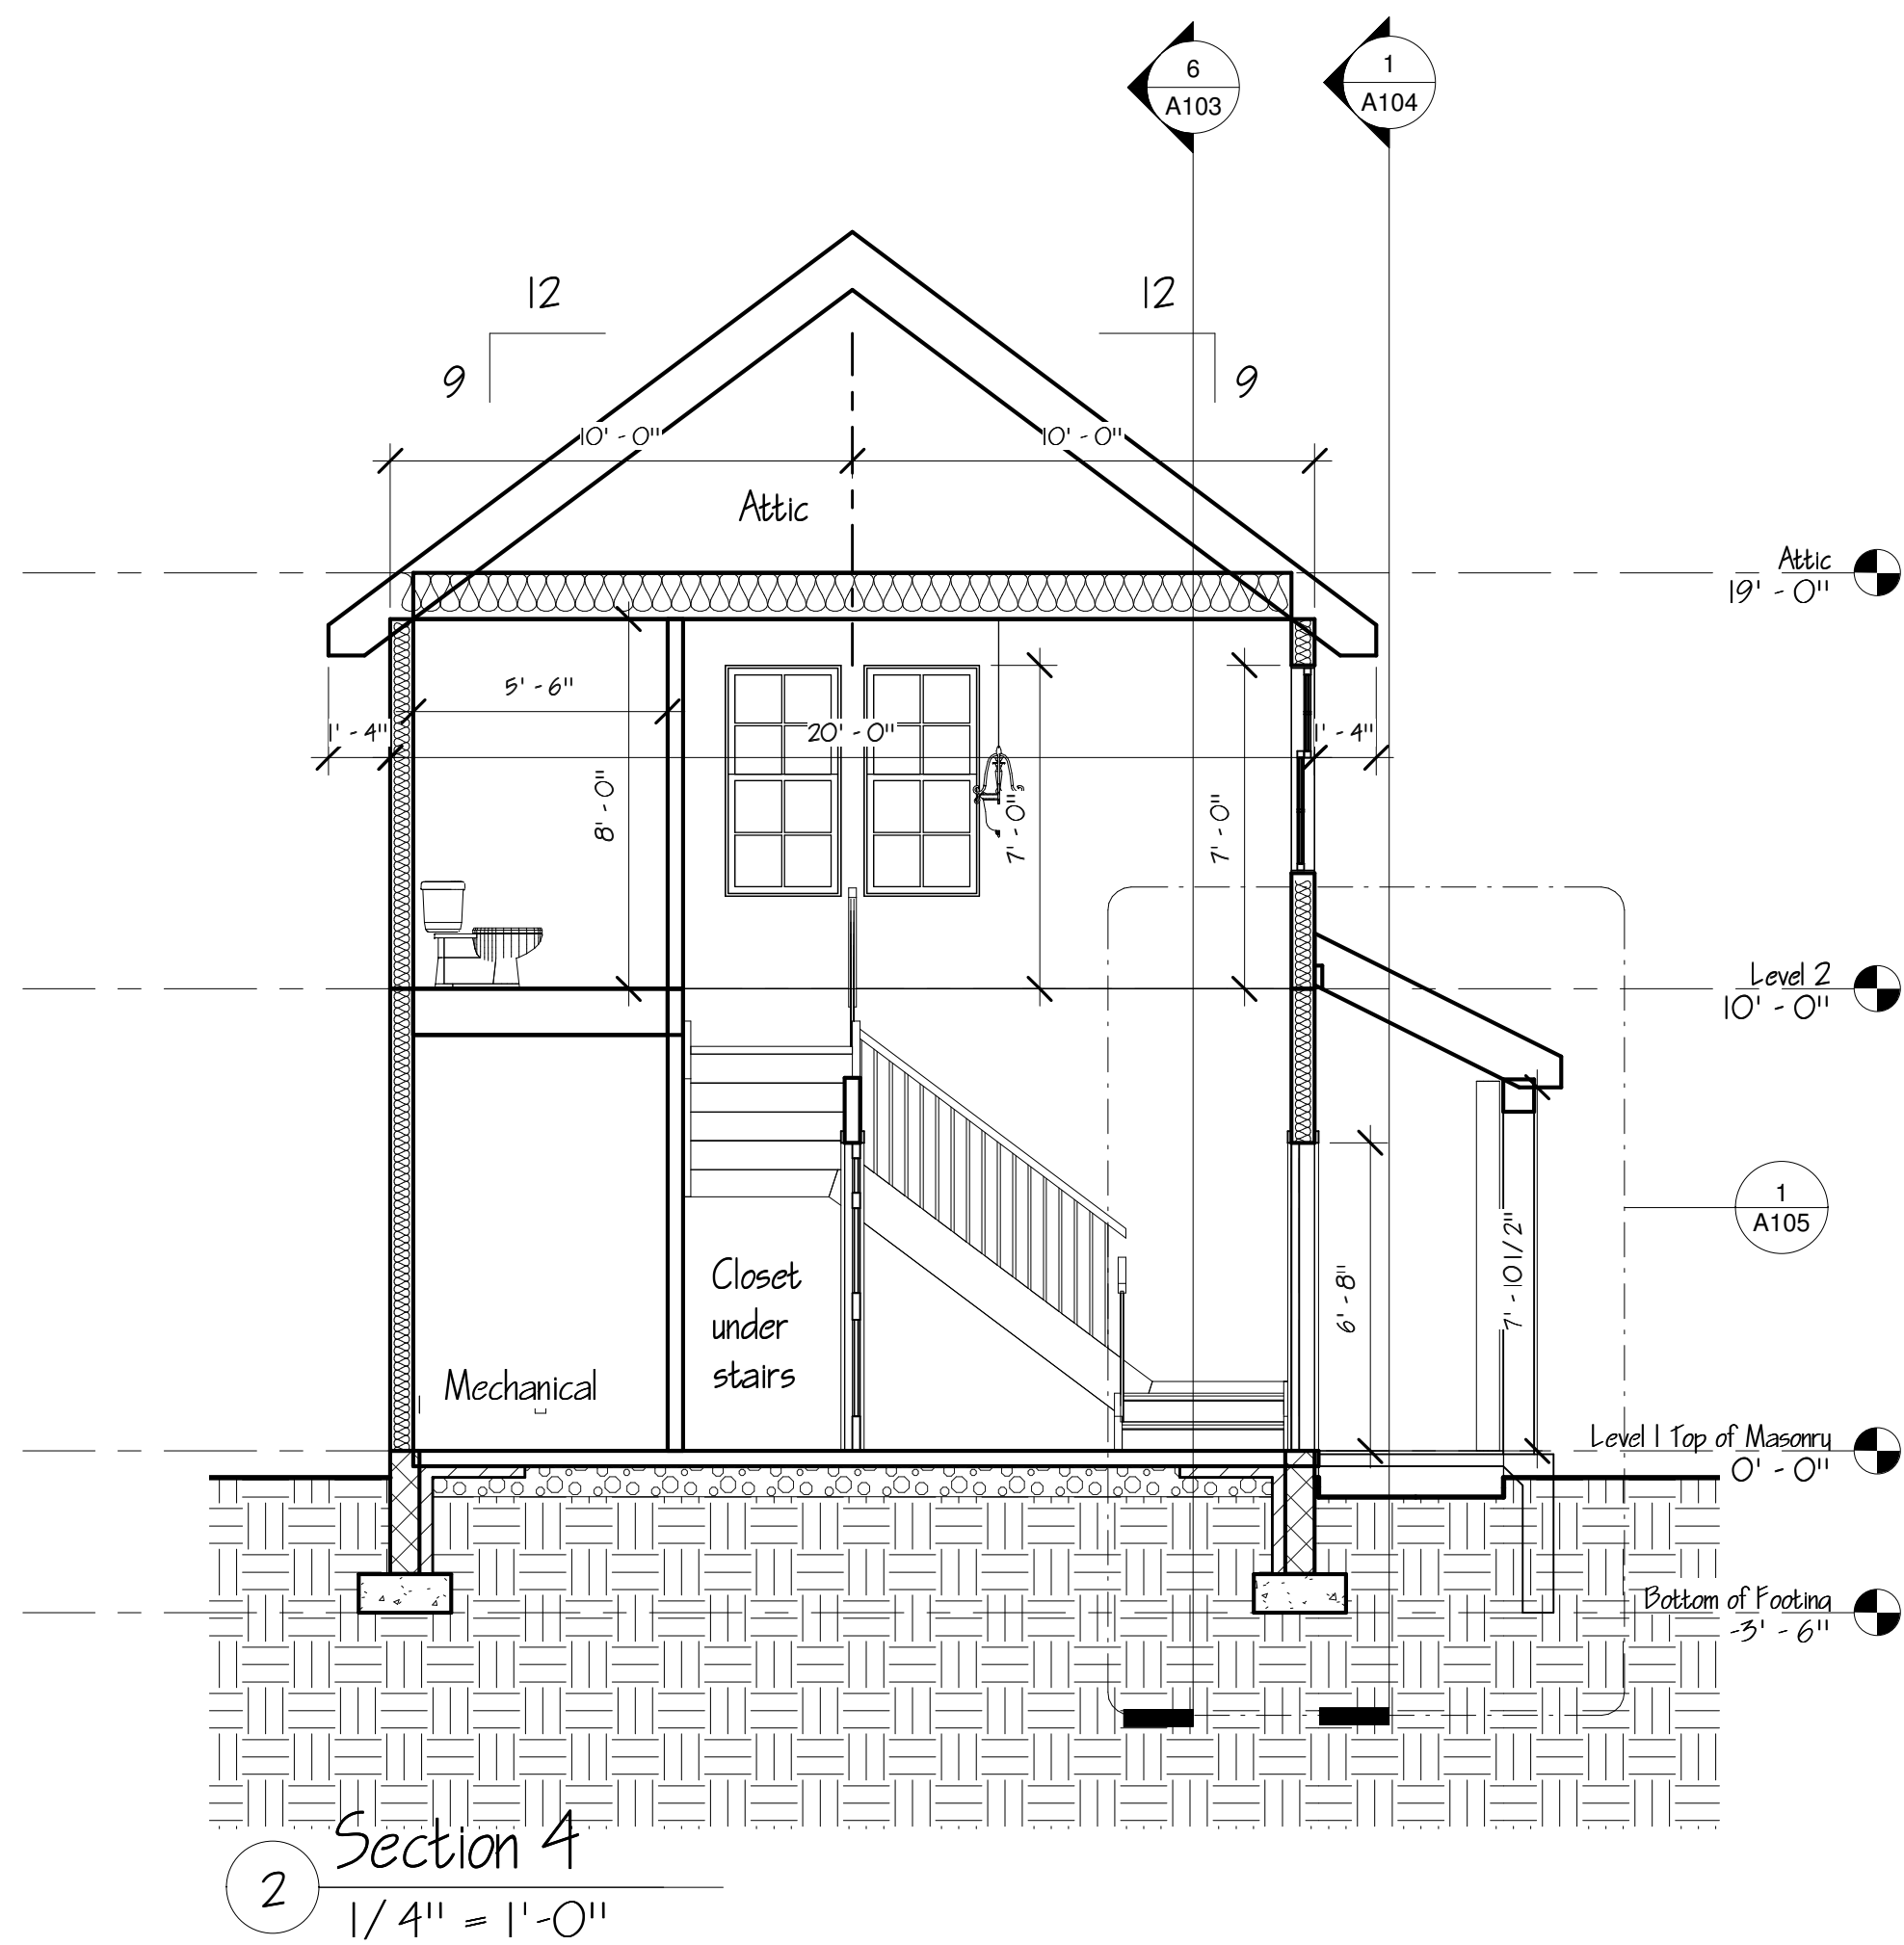 6
A103
1
A104
12
12
9
9
10' - 0"
10' - 0"
Attic
Attic
19' - 0"
5' - 6"
1' - 4"
20' - 0"
1' - 4"
8' - 0"
7' - 0"
7' - 0"
Level 2
10' - 0"
1
A105
Closet
under
stairs
6' - 8"
7' - 10 1/2"
Mechanical
Level 1 Top of Masonry
0' - 0"
Bottom of Footing
-3' - 6"
2
Section 4
1/4" = 1'-0"